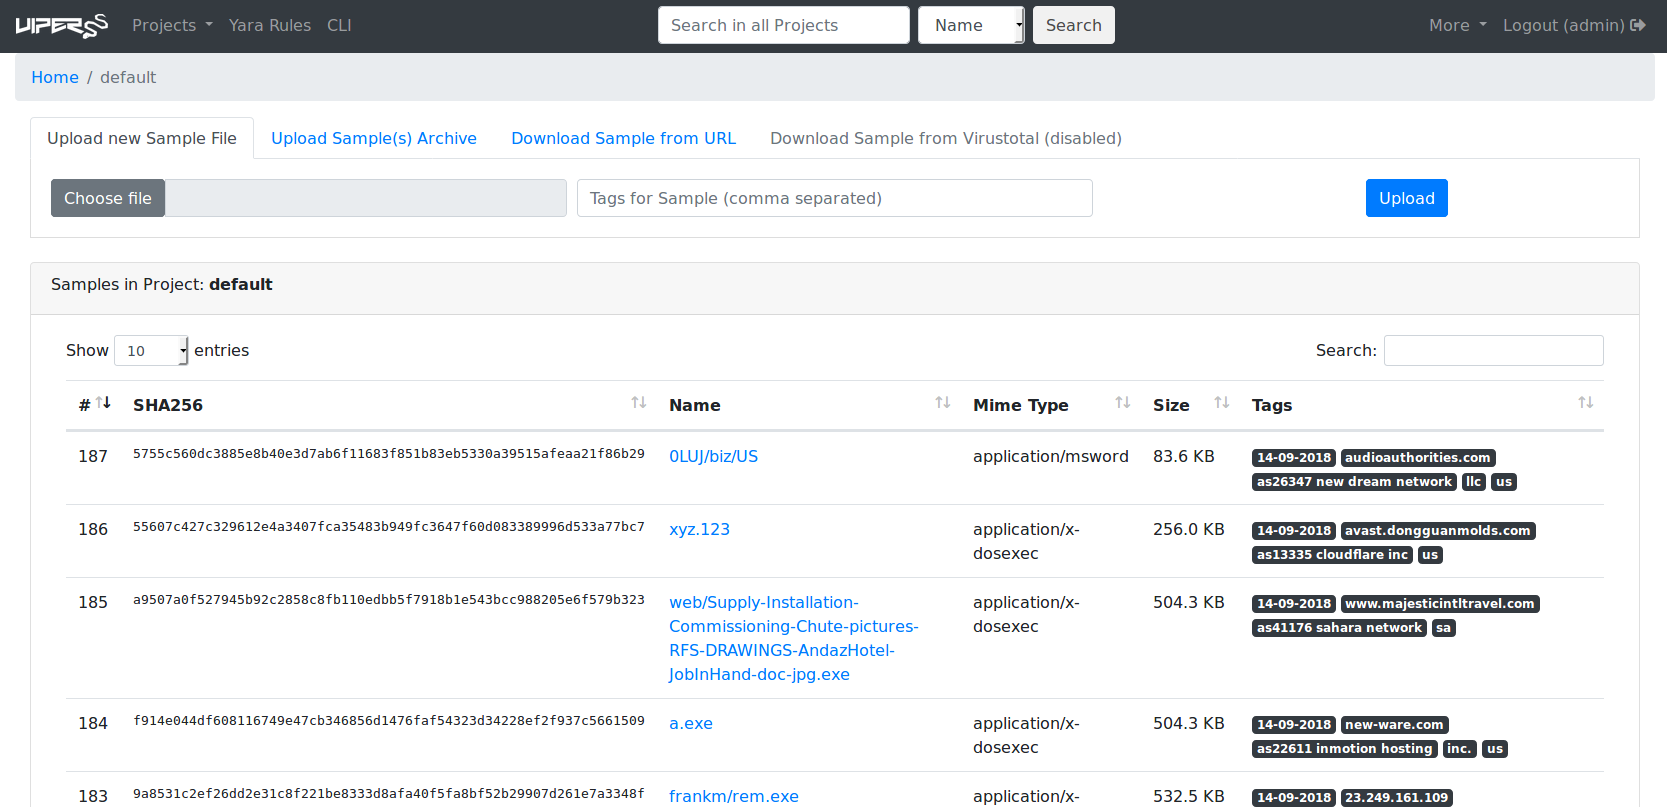 VIPER Projects Yara Rules CLI Search in all Projects Name Search More Logout (admin)
Home / default
Upload new Sample File Upload Sample(s) Archive Download Sample from URL Download Sample from Virustotal (disabled)
Choose file Tags for Sample (comma separated) Upload
Samples in Project: default
Show 10 entries Search:
# SHA256 Name Mime Type Size Tags
187 5755c560dc3885e8b40e3d7ab6f11683f851b83eb5330a39515afeaa21f86b29 0LUJ/biz/US application/msword 83.6 KB 14-09-2018 audioauthorities.com
as26347 new dream network llc us
186 55607c427c329612e4a3407fca35483b949fc3647f60d083389996d533a77bc7 xyz.123 application/x- 256.0 KB 14-09-2018 avast.dongguanmolds.com
dosexec as13335 cloudflare inc us
185 a9507a0f527945b92c2858c8fb110edbb5f7918b1e543bcc988205e6f579b323 web/Supply-Installation- application/x- 504.3 KB 14-09-2018 www.majesticintltravel.com
Commissioning-Chute-pictures- dosexec as41176 sahara network sa
RFS-DRAWINGS-AndazHotel-
JobInHand-doc-jpg.exe
184 f914e044df608116749e47cb346856d1476faf54323d34228ef2f937c5661509 a.exe application/x- 504.3 KB 14-09-2018 new-ware.com
dosexec as22611 inmotion hosting inc. us
183 9a8531c2ef26dd2e31c8f221be8333d8afa40f5fa8bf52b29907d261e7a3348f frankm/rem.exe application/x- 532.5 KB 14-09-2018 23.249.161.109